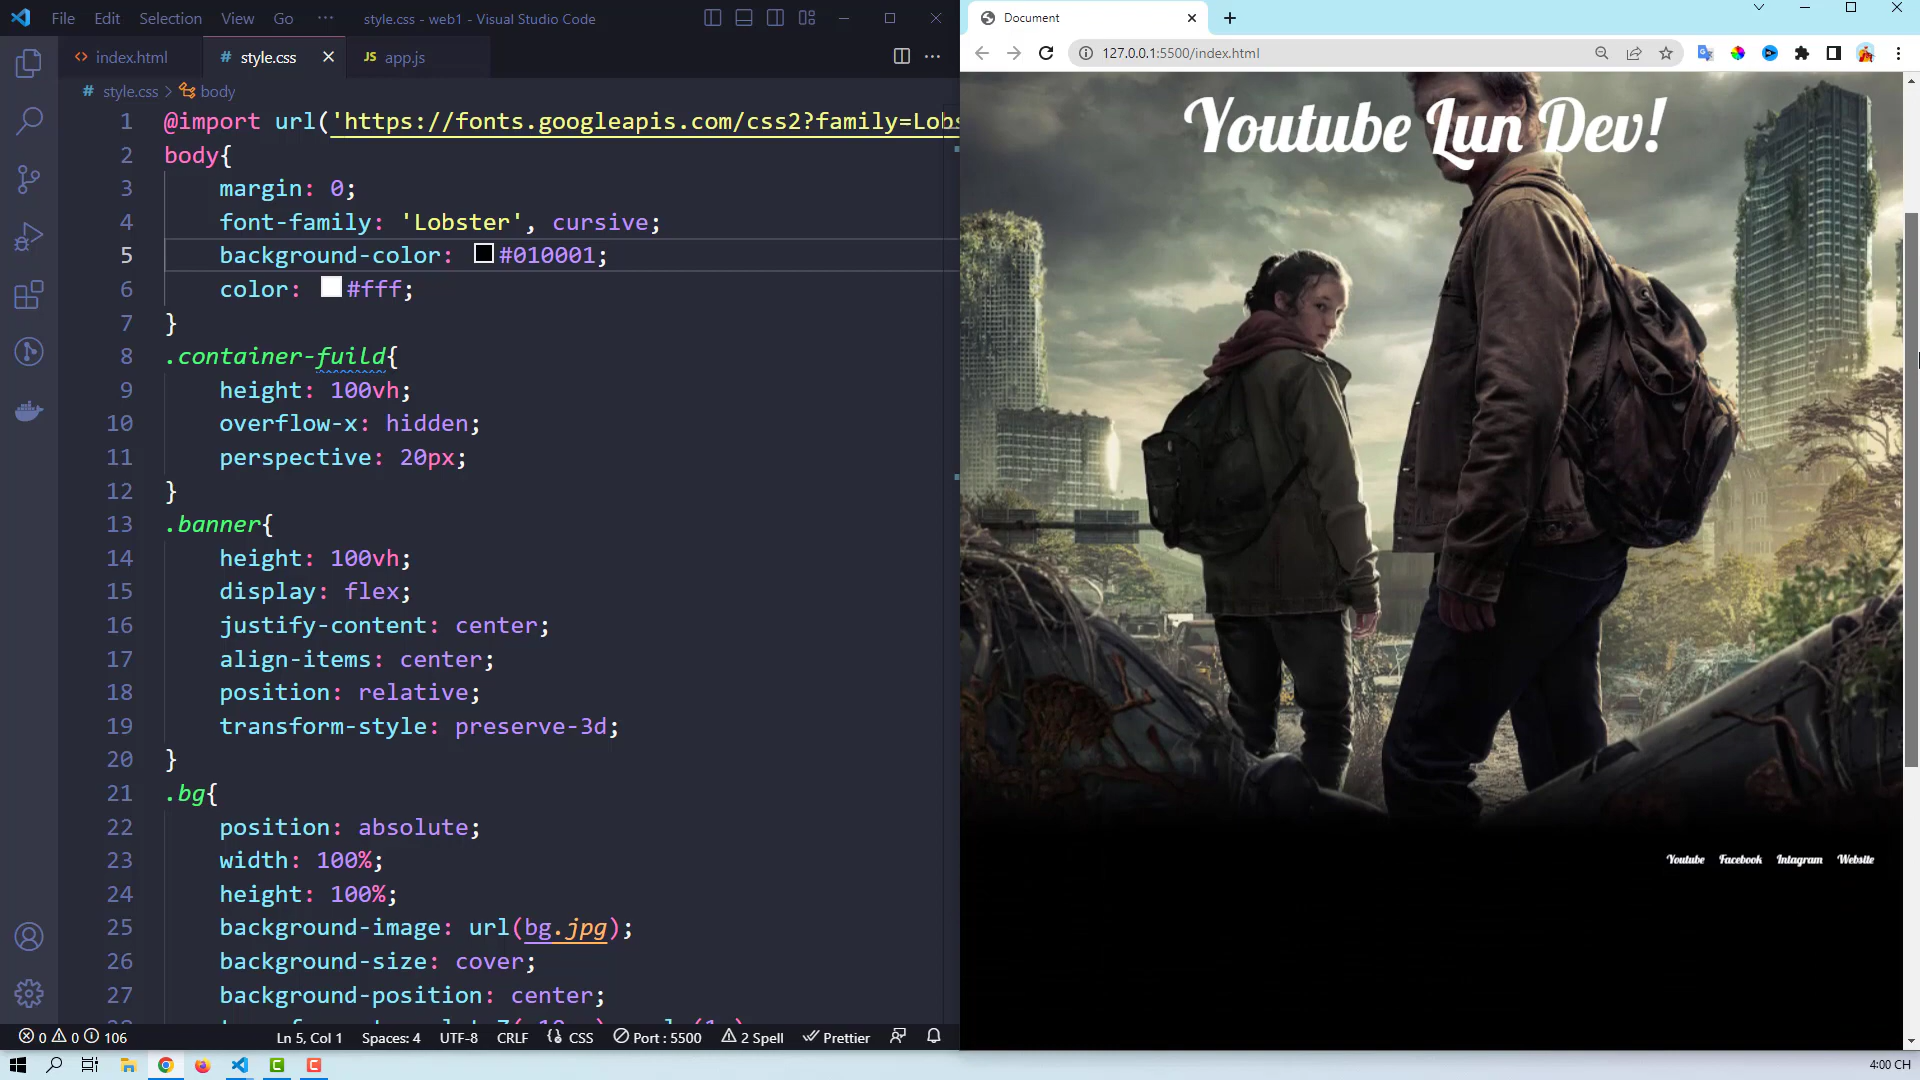 File Edit Selection View Go ··· style.css - web1 - Visual Studio Code
index.html style.css JS app.js
# style.css > body
1 @import url('https://fonts.googleapis.com/css2?family=Lobs
2 body{
3 margin: 0;
4 font-family: 'Lobster', cursive;
5 background-color: #010001;
6 color: #fff;
7 }
8 .container-fuild{
9 height: 100vh;
10 overflow-x: hidden;
11 perspective: 20px;
12 }
13 .banner{
14 height: 100vh;
15 display: flex;
16 justify-content: center;
17 align-items: center;
18 position: relative;
19 transform-style: preserve-3d;
20 }
21 .bg{
22 position: absolute;
23 width: 100%;
24 height: 100%;
25 background-image: url(bg.jpg);
26 background-size: cover;
27 background-position: center;
0 0 106 Ln 5, Col 1 Spaces: 4 UTF-8 CRLF CSS Port : 5500 2 Spell Prettier
Document
127.0.0.1:5500/index.html
Youtube Lun Dev!
Youtube Facebook Intagram Website
4:00 CH